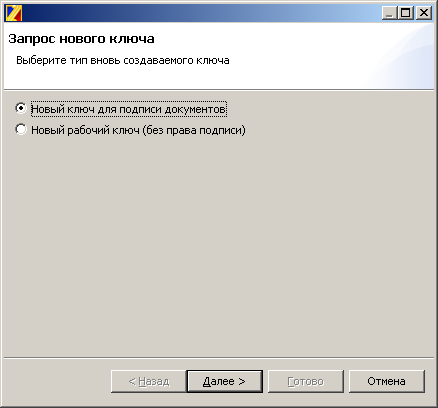 Запрос нового ключа
Выберите тип вновь создаваемого ключа
Новый ключ для подписи документов
Новый рабочий ключ (без права подписи)
< Назад Далее > Готово Отмена